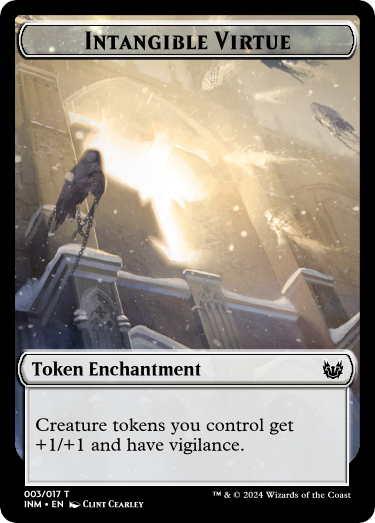 Intangible Virtue
Token Enchantment
Creature tokens you control get
+1/+1 and have vigilance.
003/017 T
INM • EN Clint Cearley
™ & © 2024 Wizards of the Coast